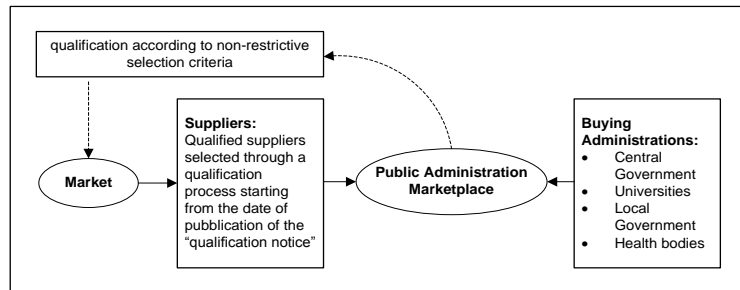 qualification according to non-restrictive
selection criteria
Market
Suppliers:
Qualified suppliers
selected through a
qualification
process starting
from the date of
pubblication of the
“qualification notice”
Public Administration
Marketplace
Buying
Administrations:
• Central
Government
• Universities
• Local
Government
• Health bodies